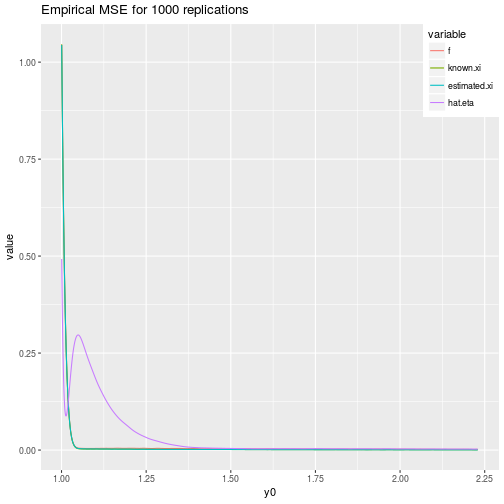 Empirical MSE for 1000 replications
variable
f
known.xi
estimated.xi
hat.eta
value
1.00
0.75
0.50
0.25
0.00
1.00 1.25 1.50 1.75 2.00 2.25
y0